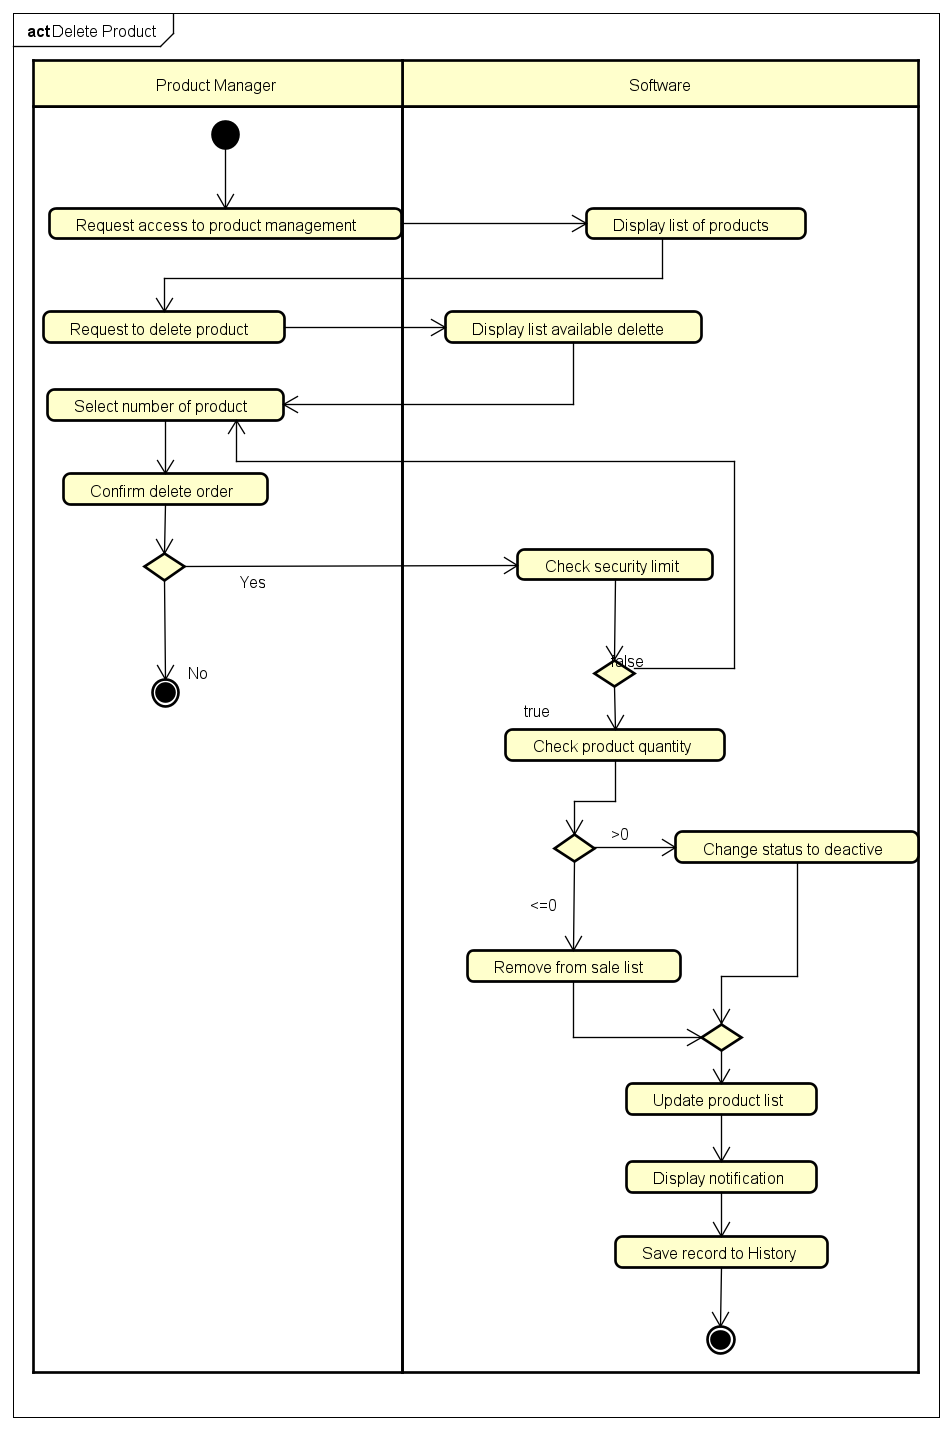 act Delete Product
Product Manager
Software
Request access to product management
Display list of products
Request to delete product
Display list available delette
Select number of product
Confirm delete order
Check security limit
Yes
false
No
true
Check product quantity
>0
Change status to deactive
<=0
Remove from sale list
Update product list
Display notification
Save record to History